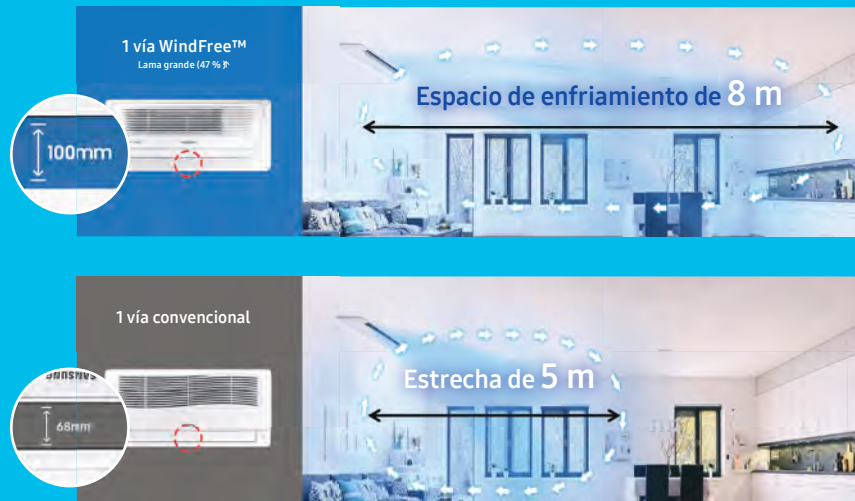 1 vía WindFree™
Lama grande (47 %↑)
100mm
Espacio de enfriamiento de 8 m
1 vía convencional
SAMSUNG
68mm
Estrecha de 5 m